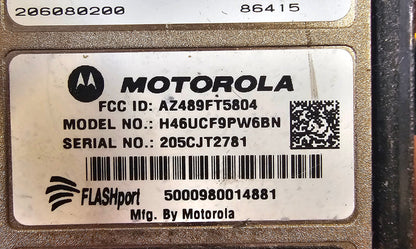 206080200 86415
MOTOROLA
FCC ID: AZ489FT5804
MODEL NO.: H46UCF9PW6BN
SERIAL NO.: 205CJT2781
FLASHport 5000980014881
Mfg. By Motorola